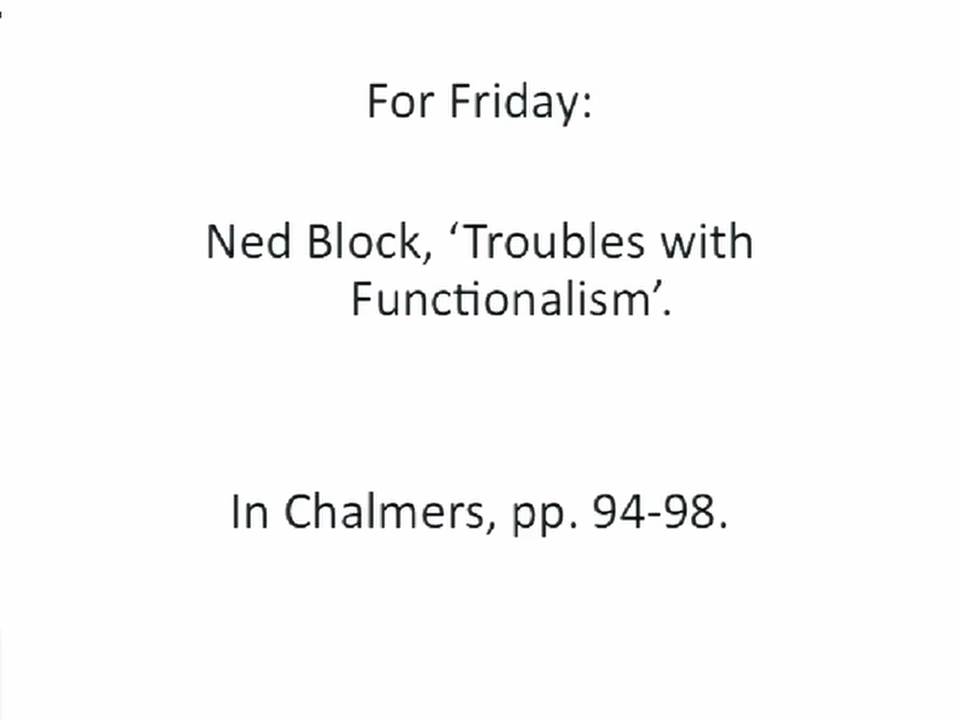 For Friday:
Ned Block, ‘Troubles with
Functionalism’.
In Chalmers, pp. 94-98.